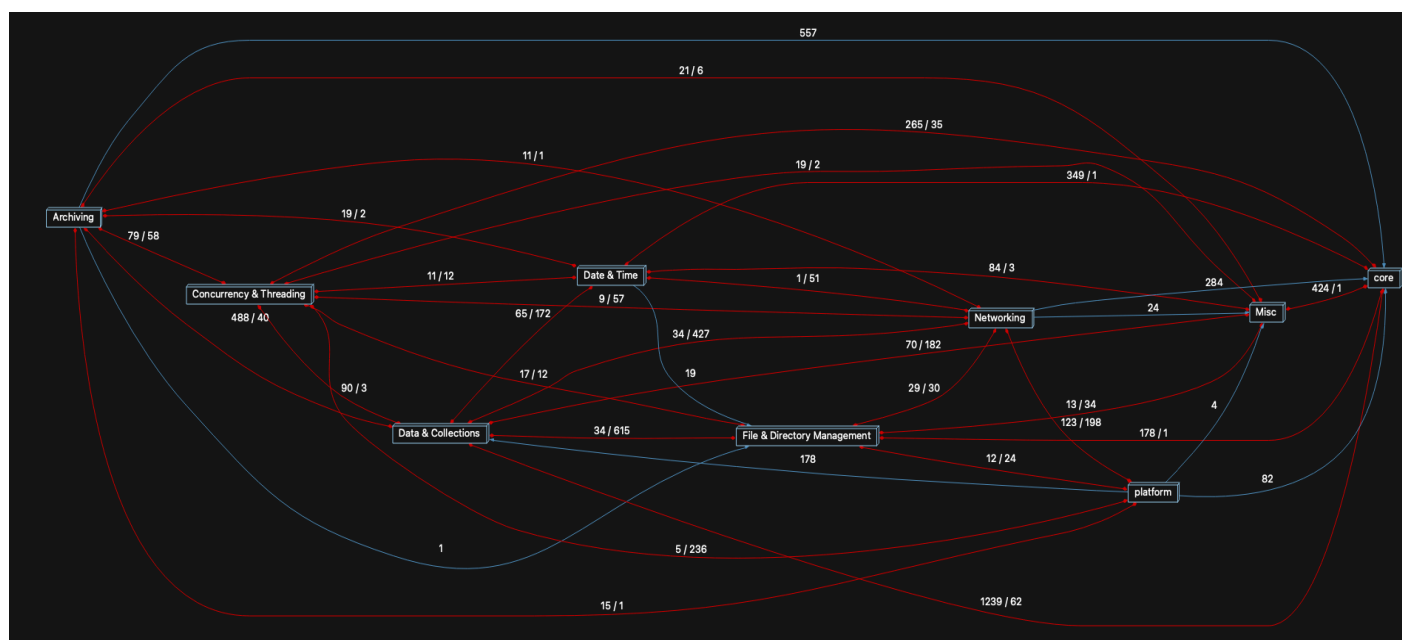 557
21 / 6
265 / 35
11 / 1
19 / 2
349 / 1
Archiving
19 / 2
79 / 58
11 / 12
Date & Time
84 / 3
1 / 51
284
core
424 / 1
Concurrency & Threading
9 / 57
24
Misc
488 / 40
65 / 172
Networking
34 / 427
70 / 182
17 / 12
19
90 / 3
29 / 30
13 / 34
4
123 / 198
Data & Collections
34 / 615
File & Directory Management
178 / 1
178
12 / 24
82
platform
1
5 / 236
15 / 1
1239 / 62